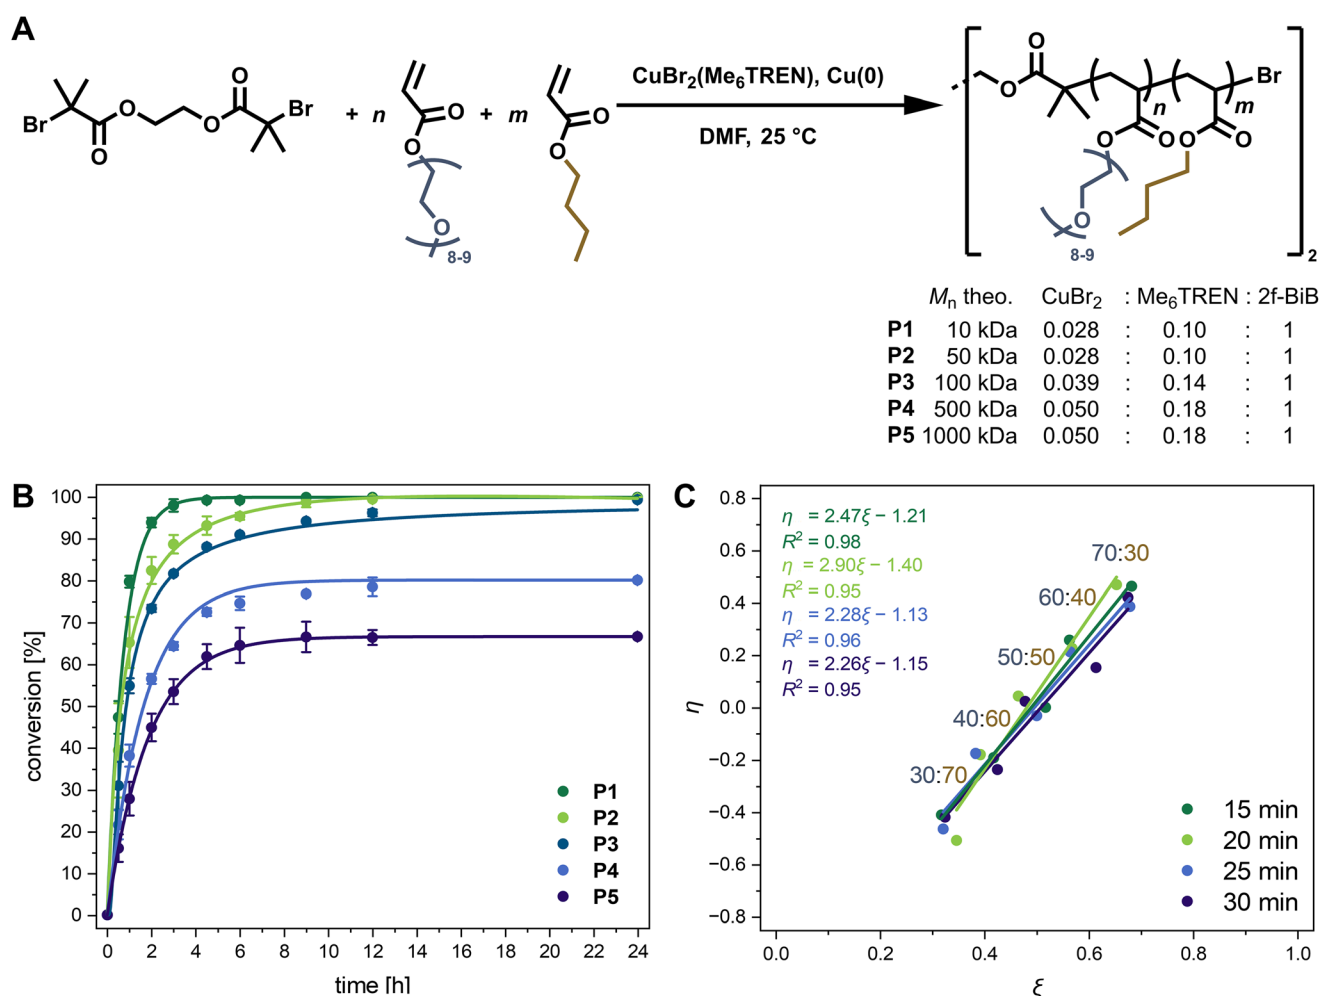 A
Br
O
O
O
O
Br
+ n
O
O
O
8-9
+ m
O
O
CuBr2(Me6TREN), Cu(0)
DMF, 25 °C
O
O
n
m
Br
O
O
O
O
O
8-9
2
Mn theo. CuBr2 : Me6TREN : 2f-BiB
P1 10 kDa 0.028 : 0.10 : 1
P2 50 kDa 0.028 : 0.10 : 1
P3 100 kDa 0.039 : 0.14 : 1
P4 500 kDa 0.050 : 0.18 : 1
P5 1000 kDa 0.050 : 0.18 : 1
B
conversion [%]
100
90
80
70
60
50
40
30
20
10
0
P1
P2
P3
P4
P5
0 2 4 6 8 10 12 14 16 18 20 22 24
time [h]
C
η
0.8
0.6
0.4
0.2
0.0
−0.2
−0.4
−0.6
−0.8
η = 2.47ξ − 1.21
R2 = 0.98
η = 2.90ξ − 1.40
R2 = 0.95
η = 2.28ξ − 1.13
R2 = 0.96
η = 2.26ξ − 1.15
R2 = 0.95
70:30
60:40
50:50
40:60
30:70
15 min
20 min
25 min
30 min
0.0 0.2 0.4 0.6 0.8 1.0
ξ